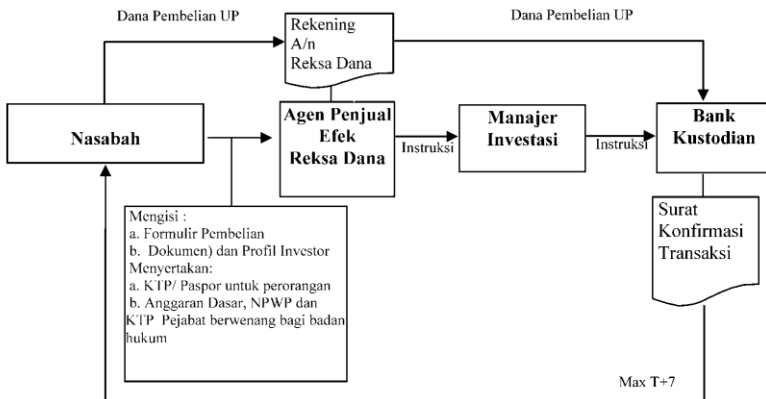 Dana Pembelian UP
Rekening
A/n
Reksa Dana
Dana Pembelian UP
Nasabah
Agen Penjual
Efek
Reksa Dana
Instruksi
Manajer
Investasi
Instruksi
Bank
Kustodian
Mengisi :
a. Formulir Pembelian
b. Dokumen) dan Profil Investor
Menyertakan:
a. KTP/ Paspor untuk perorangan
b. Anggaran Dasar, NPWP dan
KTP Pejabat berwenang bagi badan
hukum
Surat
Konfirmasi
Transaksi
Max T+7